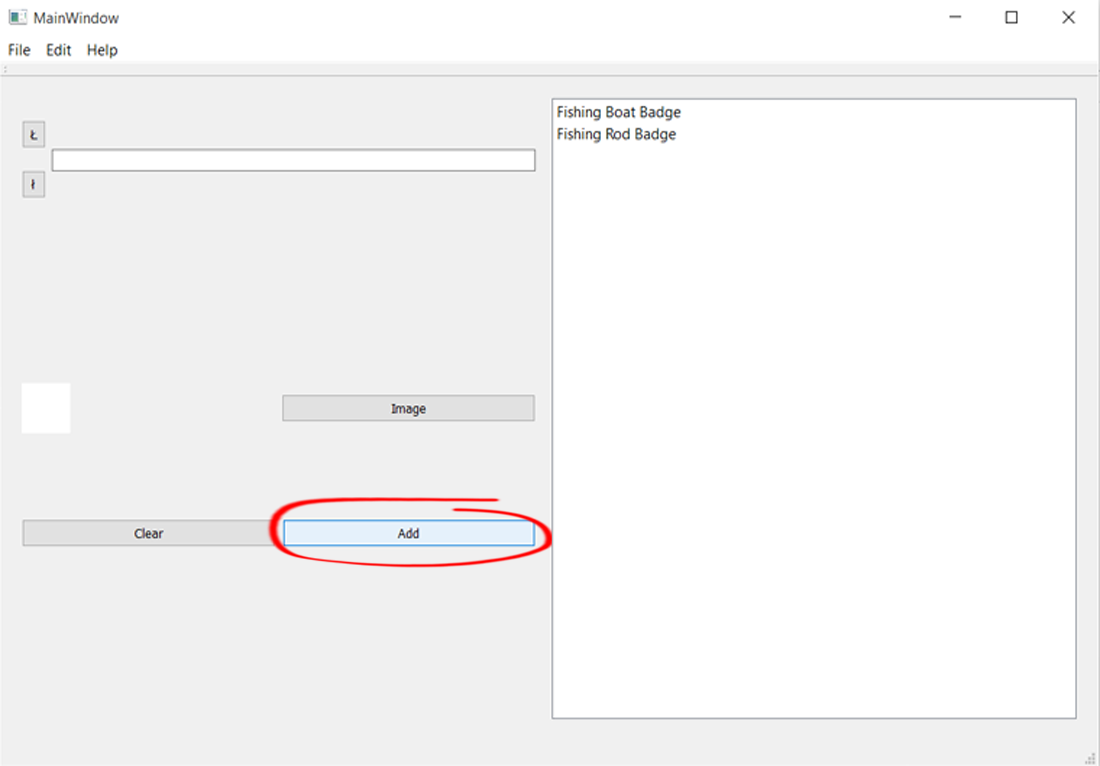 MainWindow
File Edit Help
Ł
ł
Image
Clear
Add
Fishing Boat Badge
Fishing Rod Badge